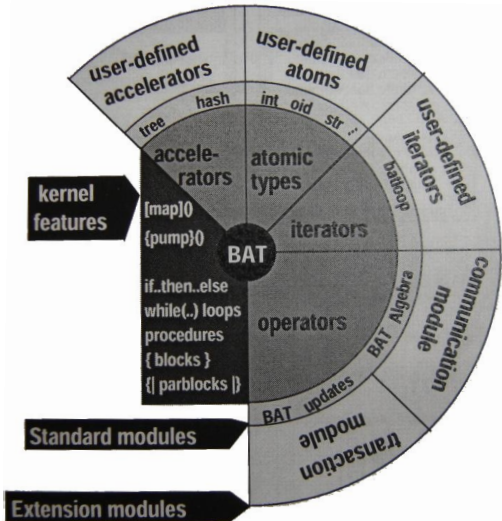 user-defined
accelerators
user-defined
atoms
user-defined
iterators
communication
module
transaction
module
tree
hash
int oid str ..
batloop
BAT Algebra
BAT updates
accele-
rators
atomic
types
iterators
operators
BAT
kernel
features
[map]()
{pump}()
if..then..else
while(..) loops
procedures
{ blocks }
{| parblocks |}
Standard modules
Extension modules